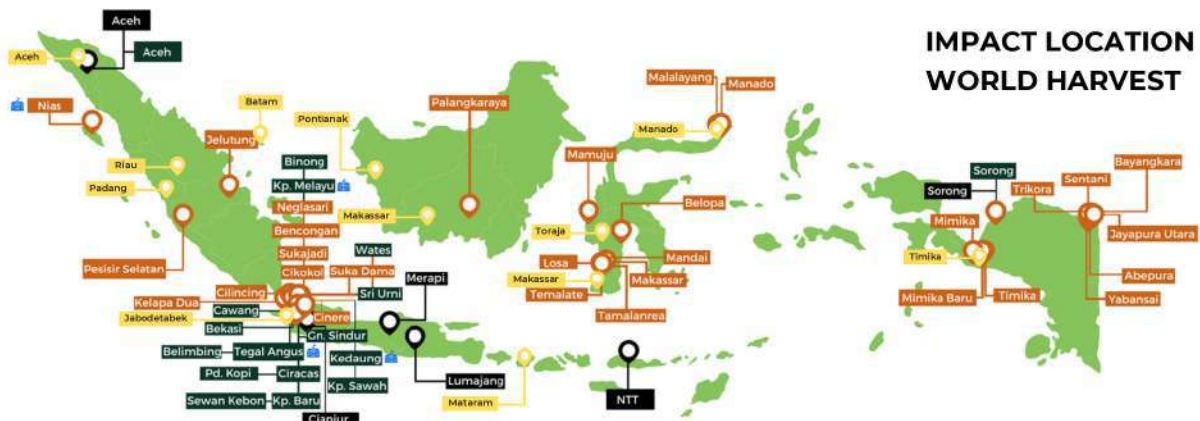 IMPACT LOCATION
WORLD HARVEST
Aceh
Aceh
Aceh
Nias
Batam
Pontianak
Palangkaraya
Malalayang
Manado
Manado
Jelutung
Riau
Padang
Binong
Kp. Melayu
Neglasari
Bencongan
Sukajadi
Cikokol
Makassar
Mamuju
Toraja
Belopa
Sorong
Sorong
Trikora
Sentani
Bayangkara
Mimika
Timika
Jayapura Utara
Pesisir Selatan
Wates
Suka Dama
Sri Urni
Merapi
Losa
Makassar
Temalate
Mandai
Makassar
Tamalanrea
Mimika Baru
Timika
Abepura
Yabansai
Cilincing
Kelapa Dua
Cawang
Jabodetabek
Cinere
Bekasi
Gn. Sindur
Belimbing
Tegal Angus
Kedaung
Pd. Kopi
Ciracas
Kp. Sawah
Sewan Kebon
Kp. Baru
Cianjur
Lumajang
Mataram
NTT